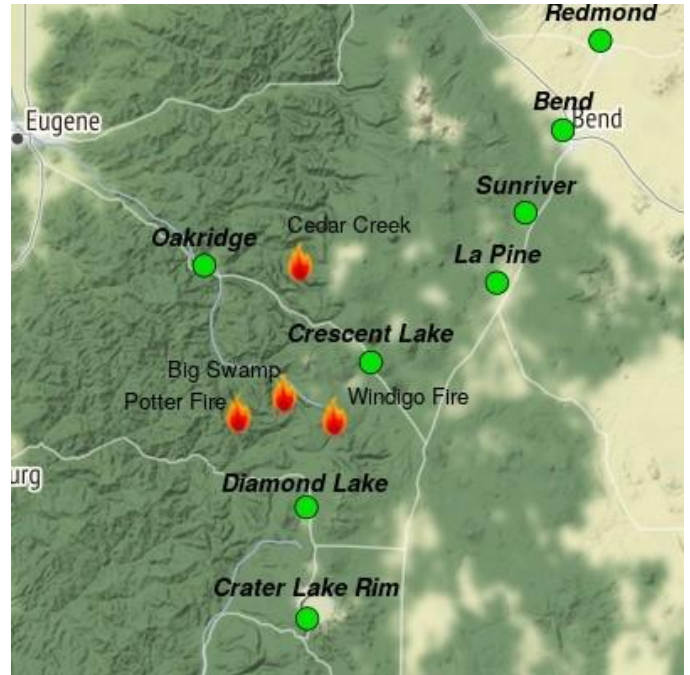 Redmond
Bend
Bend
Eugene
Sunriver
Cedar Creek
Oakridge
La Pine
Crescent Lake
Big Swamp
Potter Fire
Windigo Fire
urg
Diamond Lake
Crater Lake Rim